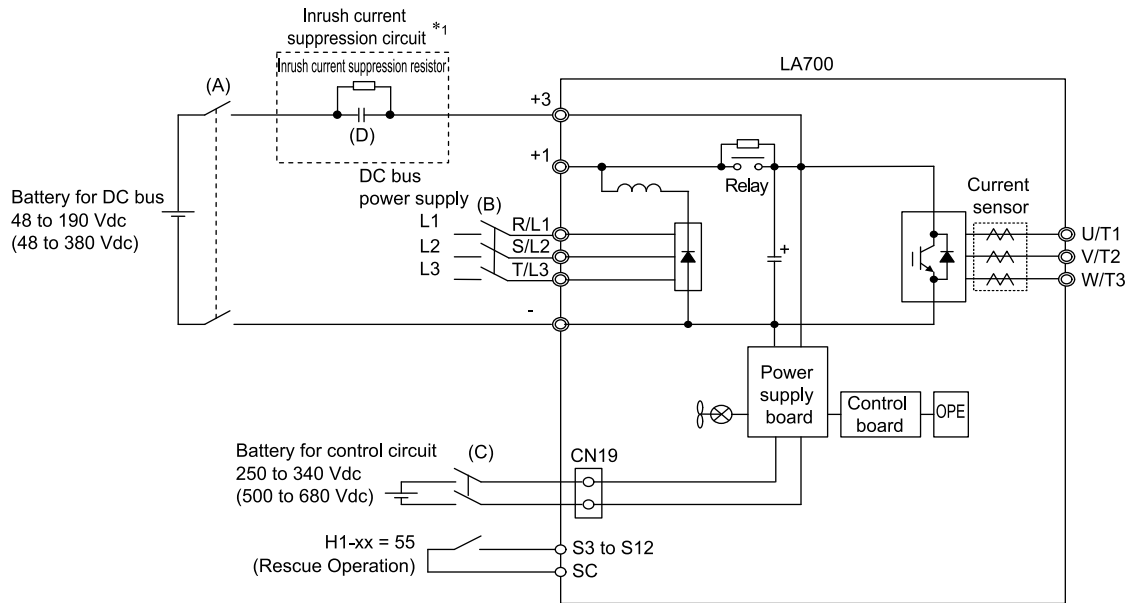 Inrush current
suppression circuit *1
Inrush current suppression resistor
LA700
(A)
+3
(D)
+1
DC bus
power supply
Relay
Current
sensor
Battery for DC bus
48 to 190 Vdc
(48 to 380 Vdc)
(B)
L1
R/L1
U/T1
L2
S/L2
V/T2
L3
T/L3
W/T3
+
-
Power
supply
board
Control
board
OPE
Battery for control circuit
250 to 340 Vdc
(500 to 680 Vdc)
(C)
CN19
H1-xx = 55
(Rescue Operation)
S3 to S12
SC